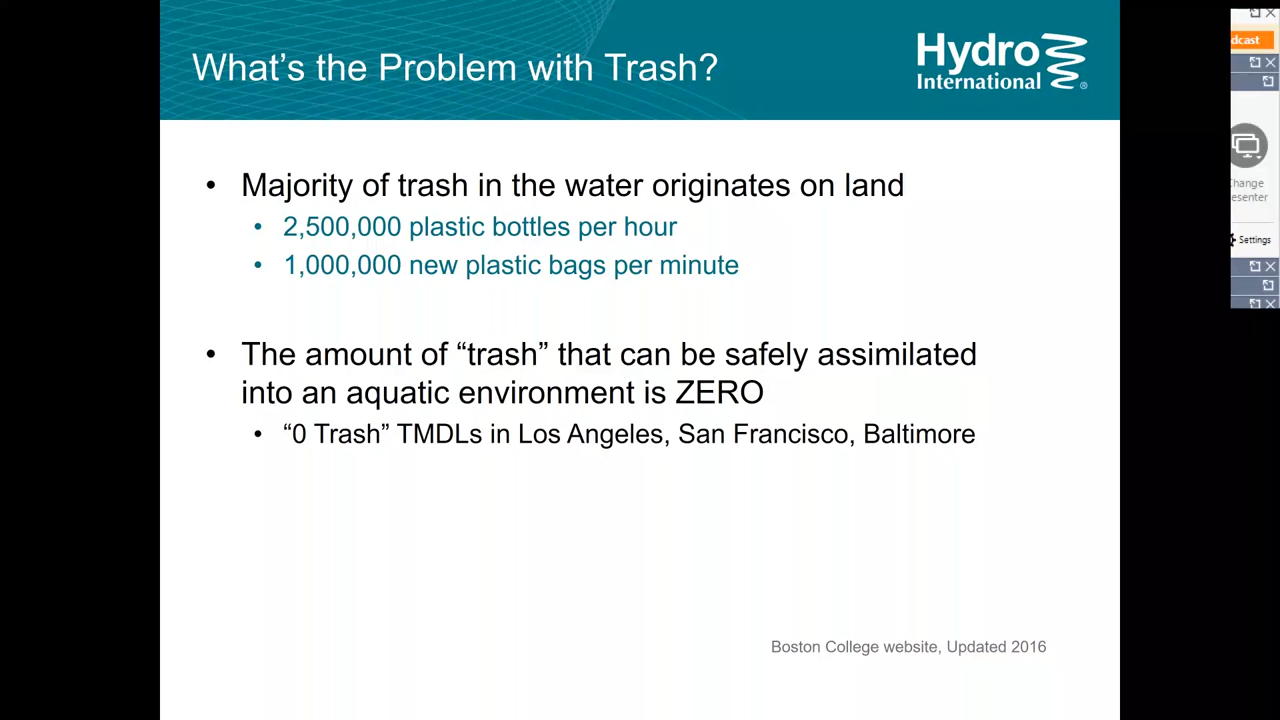 What's the Problem with Trash?
Hydro
International
®
• Majority of trash in the water originates on land
• 2,500,000 plastic bottles per hour
• 1,000,000 new plastic bags per minute
• The amount of “trash” that can be safely assimilated
into an aquatic environment is ZERO
• “0 Trash” TMDLs in Los Angeles, San Francisco, Baltimore
Boston College website, Updated 2016
dcast
hange
esenter
Settings